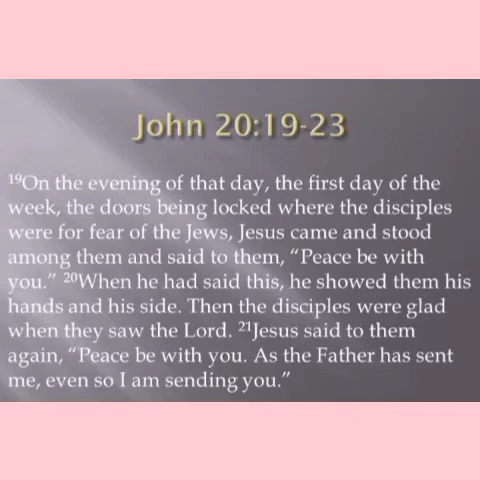 John 20:19-23
¹⁹On the evening of that day, the first day of the
week, the doors being locked where the disciples
were for fear of the Jews, Jesus came and stood
among them and said to them, “Peace be with
you.” ²⁰When he had said this, he showed them his
hands and his side. Then the disciples were glad
when they saw the Lord. ²¹Jesus said to them
again, “Peace be with you. As the Father has sent
me, even so I am sending you.”